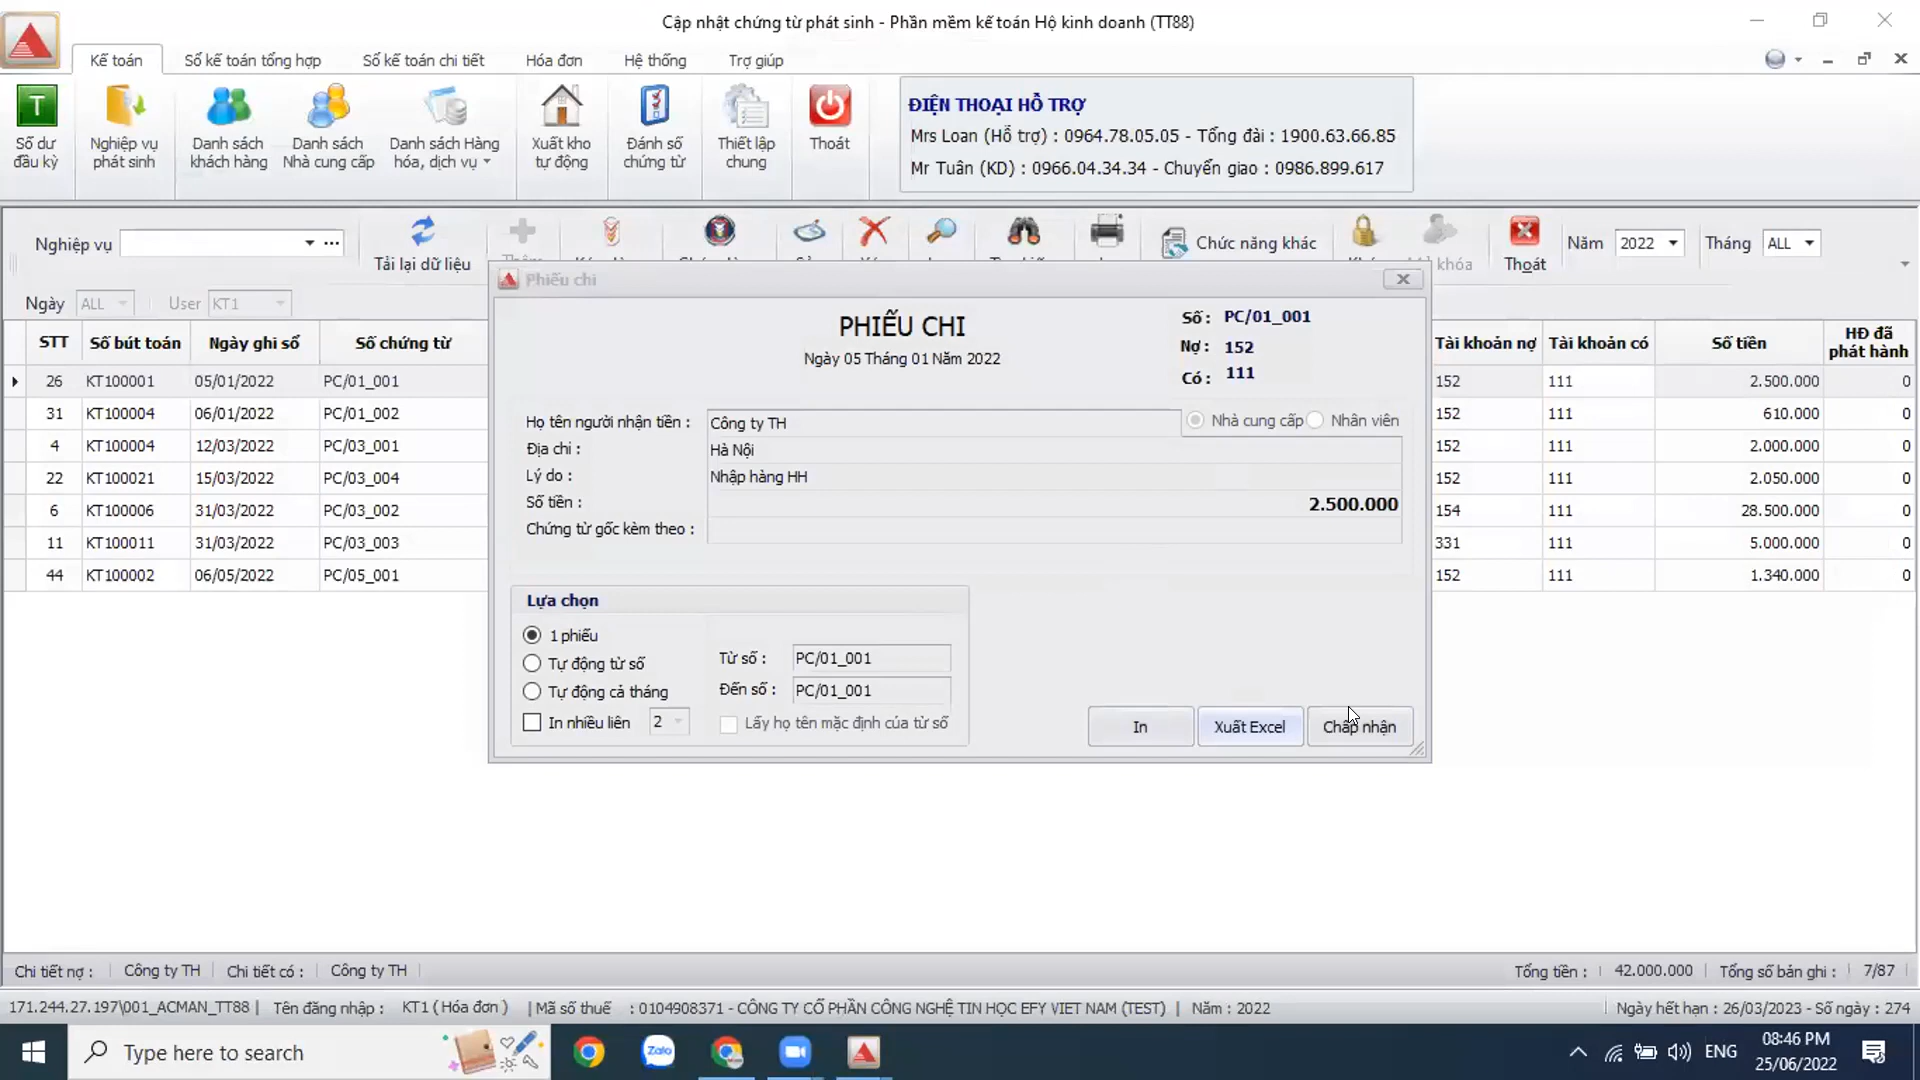 Cập nhật chứng từ phát sinh - Phần mềm kế toán Hộ kinh doanh (TT88)
Kế toán Sổ kế toán tổng hợp Sổ kế toán chi tiết Hóa đơn Hệ thống Trợ giúp
T
Số dư đầu kỳ
Nghiệp vụ phát sinh
Danh sách khách hàng
Danh sách Nhà cung cấp
Danh sách Hàng hóa, dịch vụ
Xuất kho tự động
Đánh số chứng từ
Thiết lập chung
Thoát
ĐIỆN THOẠI HỖ TRỢ
Mrs Loan (Hỗ trợ) : 0964.78.05.05 - Tổng đài : 1900.63.66.85
Mr Tuân (KD) : 0966.04.34.34 - Chuyển giao : 0986.899.617
Nghiệp vụ
Tải lại dữ liệu
Chức năng khác
khóa
Thoát
Năm 2022 Tháng ALL
Ngày ALL User KT1
STT Số bút toán Ngày ghi sổ Số chứng từ Tài khoản nợ Tài khoản có Số tiền HĐ đã phát hành
26 KT100001 05/01/2022 PC/01_001 152 111 2.500.000 0
31 KT100004 06/01/2022 PC/01_002 152 111 610.000 0
4 KT100004 12/03/2022 PC/03_001 152 111 2.000.000 0
22 KT100021 15/03/2022 PC/03_004 152 111 2.050.000 0
6 KT100006 31/03/2022 PC/03_002 154 111 28.500.000 0
11 KT100011 31/03/2022 PC/03_003 331 111 5.000.000 0
44 KT100002 06/05/2022 PC/05_001 152 111 1.340.000 0
Phiếu chi
PHIẾU CHI
Ngày 05 Tháng 01 Năm 2022
Số : PC/01_001
Nợ : 152
Có : 111
Họ tên người nhận tiền : Công ty TH Nhà cung cấp Nhân viên
Địa chỉ : Hà Nội
Lý do : Nhập hàng HH
Số tiền : 2.500.000
Chứng từ gốc kèm theo :
Lựa chọn
1 phiếu
Tự động từ số
Tự động cả tháng
In nhiều liên 2
Từ số : PC/01_001
Đến số : PC/01_001
Lấy họ tên mặc định của từ số
In Xuất Excel Chấp nhận
Chi tiết nợ : Công ty TH Chi tiết có : Công ty TH Tổng tiền : 42.000.000 Tổng số bản ghi : 7/87
171.244.27.197\001_ACMAN_TT88 | Tên đăng nhập : KT1 ( Hóa đơn ) | Mã số thuế : 0104908371 - CÔNG TY CỔ PHẦN CÔNG NGHỆ TIN HỌC EFY VIET NAM (TEST) | Năm : 2022 Ngày hết hạn : 26/03/2023 - Số ngày : 274
Type here to search
Zalo
ENG
08:46 PM
25/06/2022